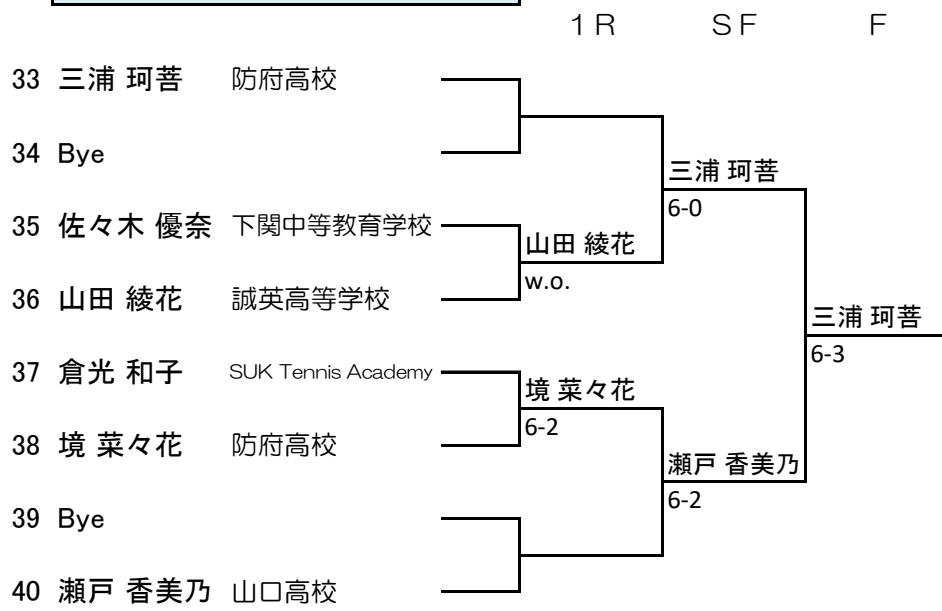 １Ｒ ＳＦ Ｆ
33 三浦 珂菩 防府高校
34 Bye
三浦 珂菩
6-0
35 佐々木 優奈 下関中等教育学校
山田 綾花
w.o.
36 山田 綾花 誠英高等学校
三浦 珂菩
6-3
37 倉光 和子 SUK Tennis Academy
境 菜々花
6-2
38 境 菜々花 防府高校
瀬戸 香美乃
6-2
39 Bye
40 瀬戸 香美乃 山口高校